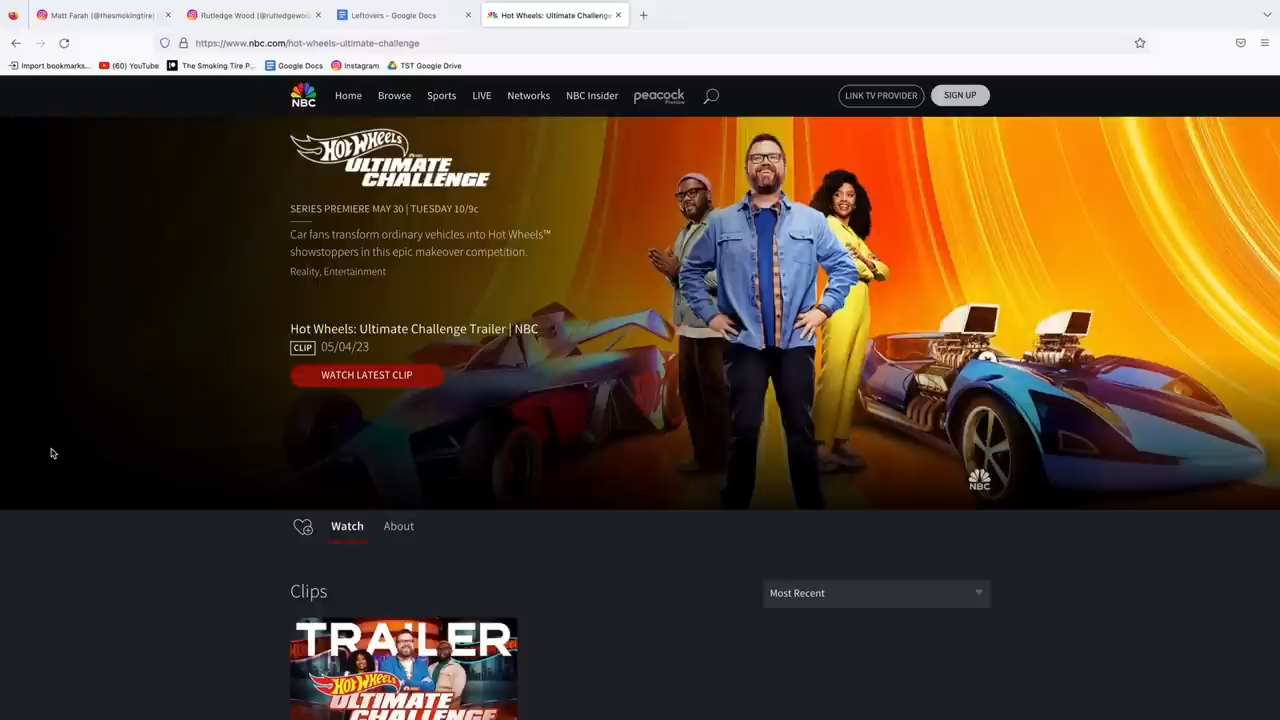 Matt Farah (@thesmokingtire)
Rutledge Wood (@rutledgewoo
Leftovers - Google Docs
Hot Wheels: Ultimate Challenge
https://www.nbc.com/hot-wheels-ultimate-challenge
Import bookmarks...
(60) YouTube
The Smoking Tire P...
Google Docs
Instagram
TST Google Drive
NBC
Home
Browse
Sports
LIVE
Networks
NBC Insider
peacock
Preview
LINK TV PROVIDER
SIGN UP
HOT WHEELS
ULTIMATE
CHALLENGE
SERIES PREMIERE MAY 30 | TUESDAY 10/9c
Car fans transform ordinary vehicles into Hot Wheels™
showstoppers in this epic makeover competition.
Reality, Entertainment
Hot Wheels: Ultimate Challenge Trailer | NBC
CLIP 05/04/23
WATCH LATEST CLIP
NBC
Watch
About
Clips
Most Recent
TRAILER
HOT WHEELS
ULTIMATE
CHALLENGE